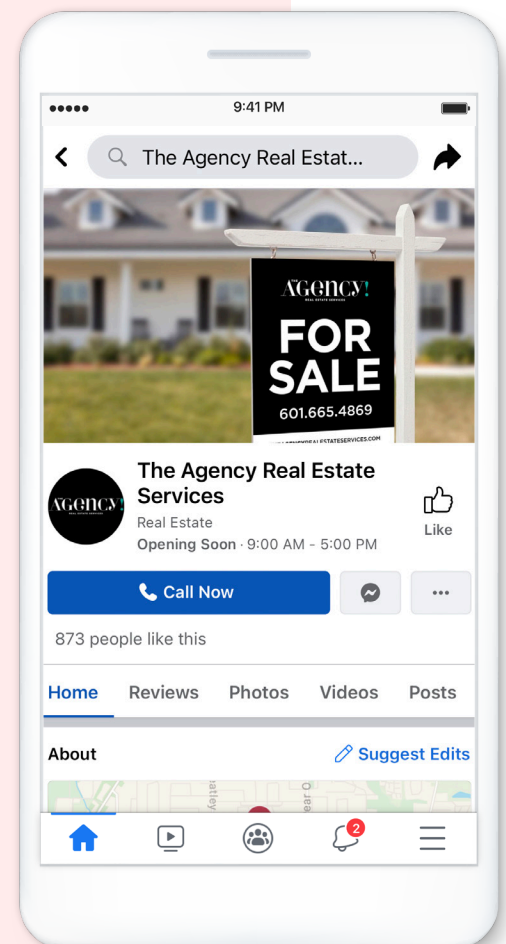 9:41 PM
The Agency Real Estat...
THE
AGENCY!
REAL ESTATE SERVICES
FOR
SALE
601.665.4869
The Agency Real Estate
Services
AGENCY!
Real Estate
Like
Opening Soon · 9:00 AM - 5:00 PM
Call Now
873 people like this
Home Reviews Photos Videos Posts
About Suggest Edits
2